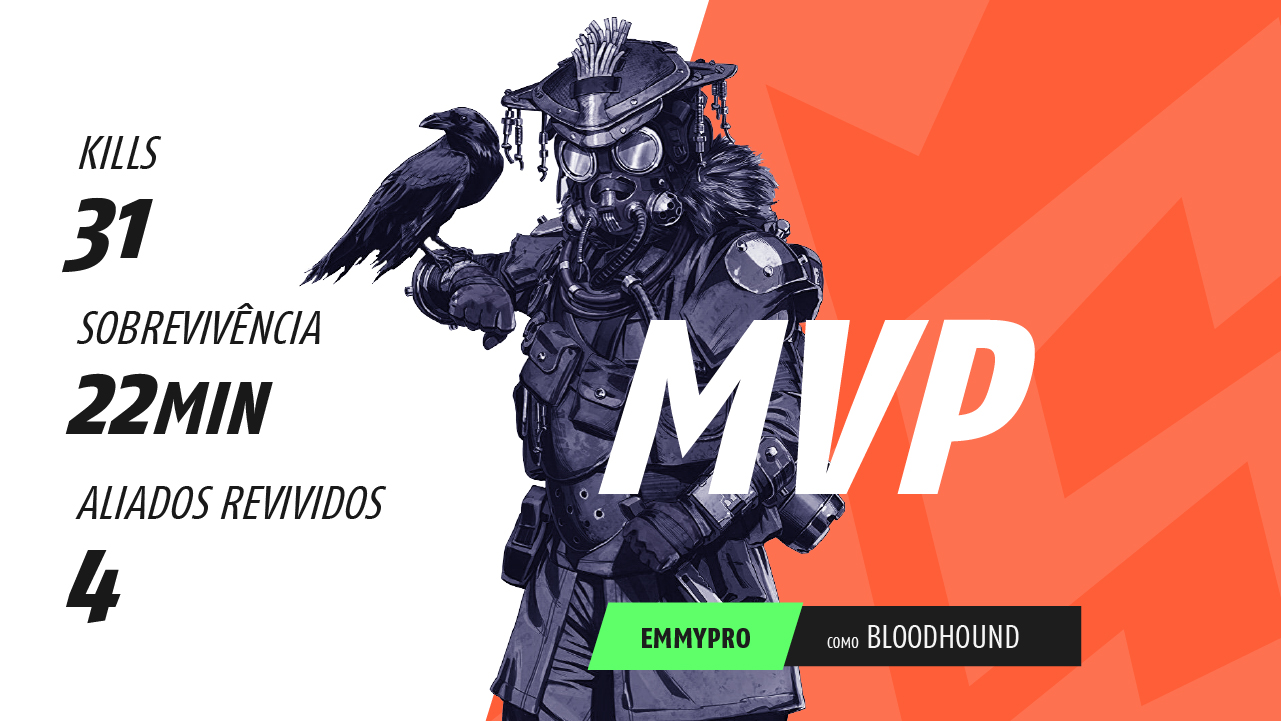 KILLS
31
SOBREVIVÊNCIA
22MIN
ALIADOS REVIVIDOS
4
MVP
EMMYPRO
COMO BLOODHOUND